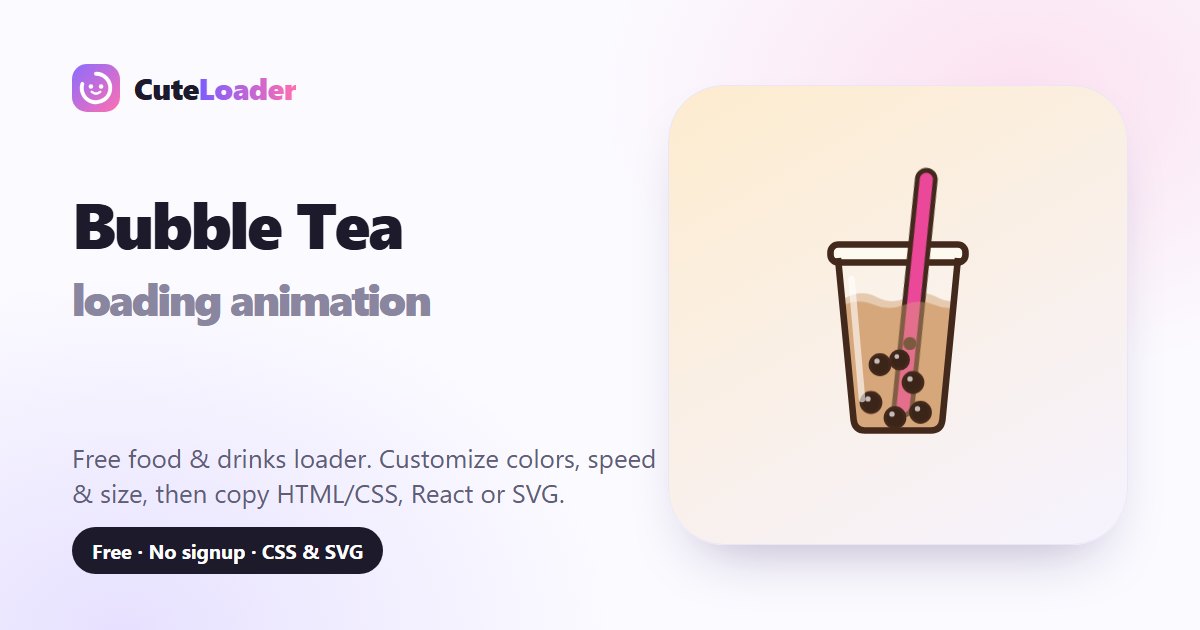 CuteLoader
Bubble Tea
loading animation
Free food & drinks loader. Customize colors, speed
& size, then copy HTML/CSS, React or SVG.
Free · No signup · CSS & SVG